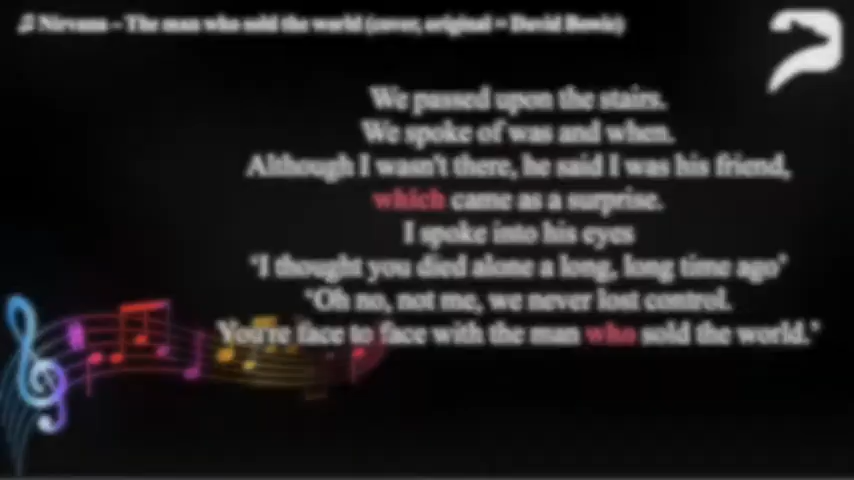 ♫ Nirvana – The man who sold the world (cover, original = David Bowie)
We passed upon the stairs.
We spoke of was and when.
Although I wasn't there, he said I was his friend,
which came as a surprise.
I spoke into his eyes
'I thought you died alone a long, long time ago'
'Oh no, not me, we never lost control.
You're face to face with the man who sold the world.'